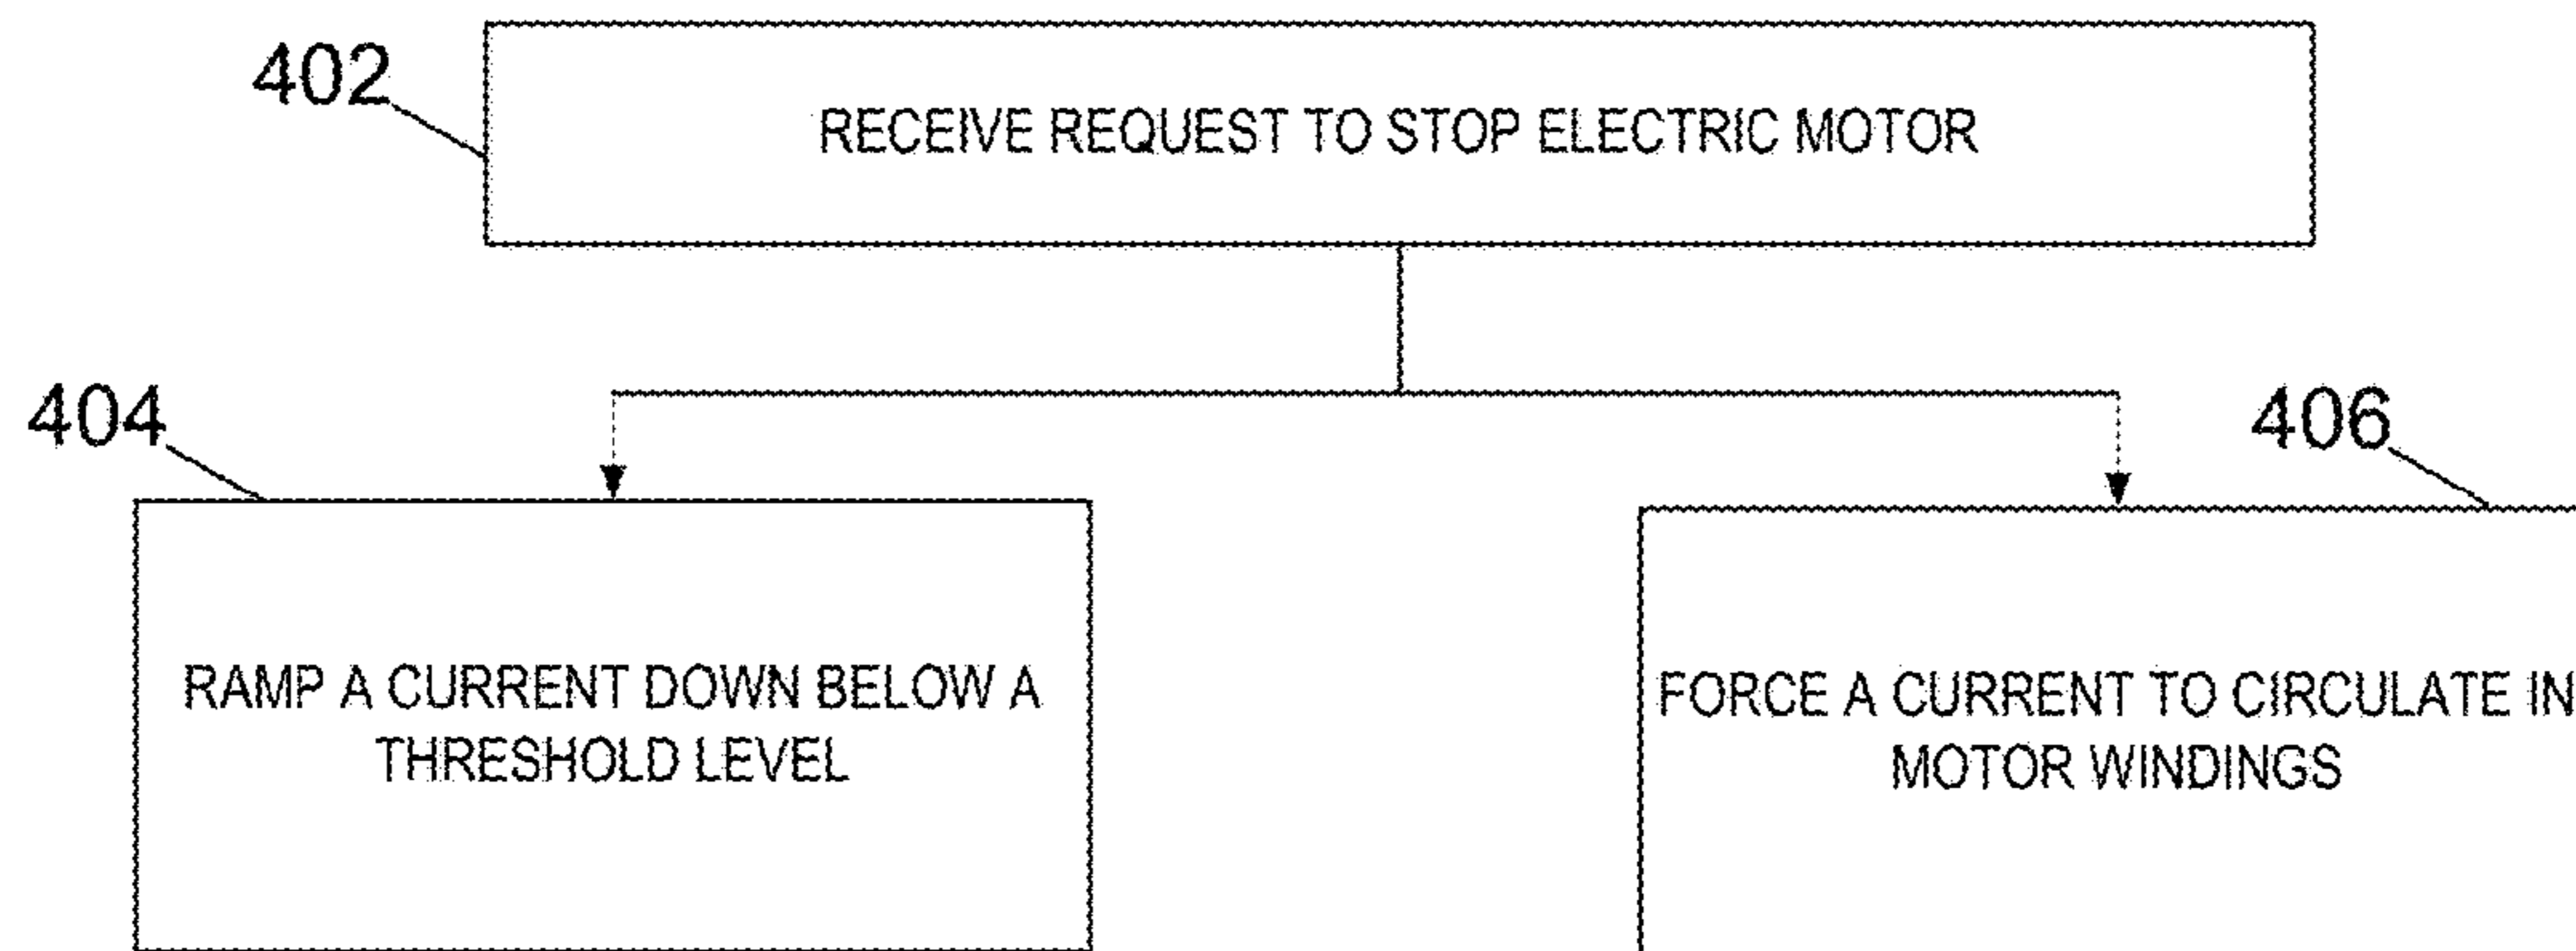 402
RECEIVE REQUEST TO STOP ELECTRIC MOTOR
404
406
RAMP A CURRENT DOWN BELOW A
THRESHOLD LEVEL
FORCE A CURRENT TO CIRCULATE IN
MOTOR WINDINGS